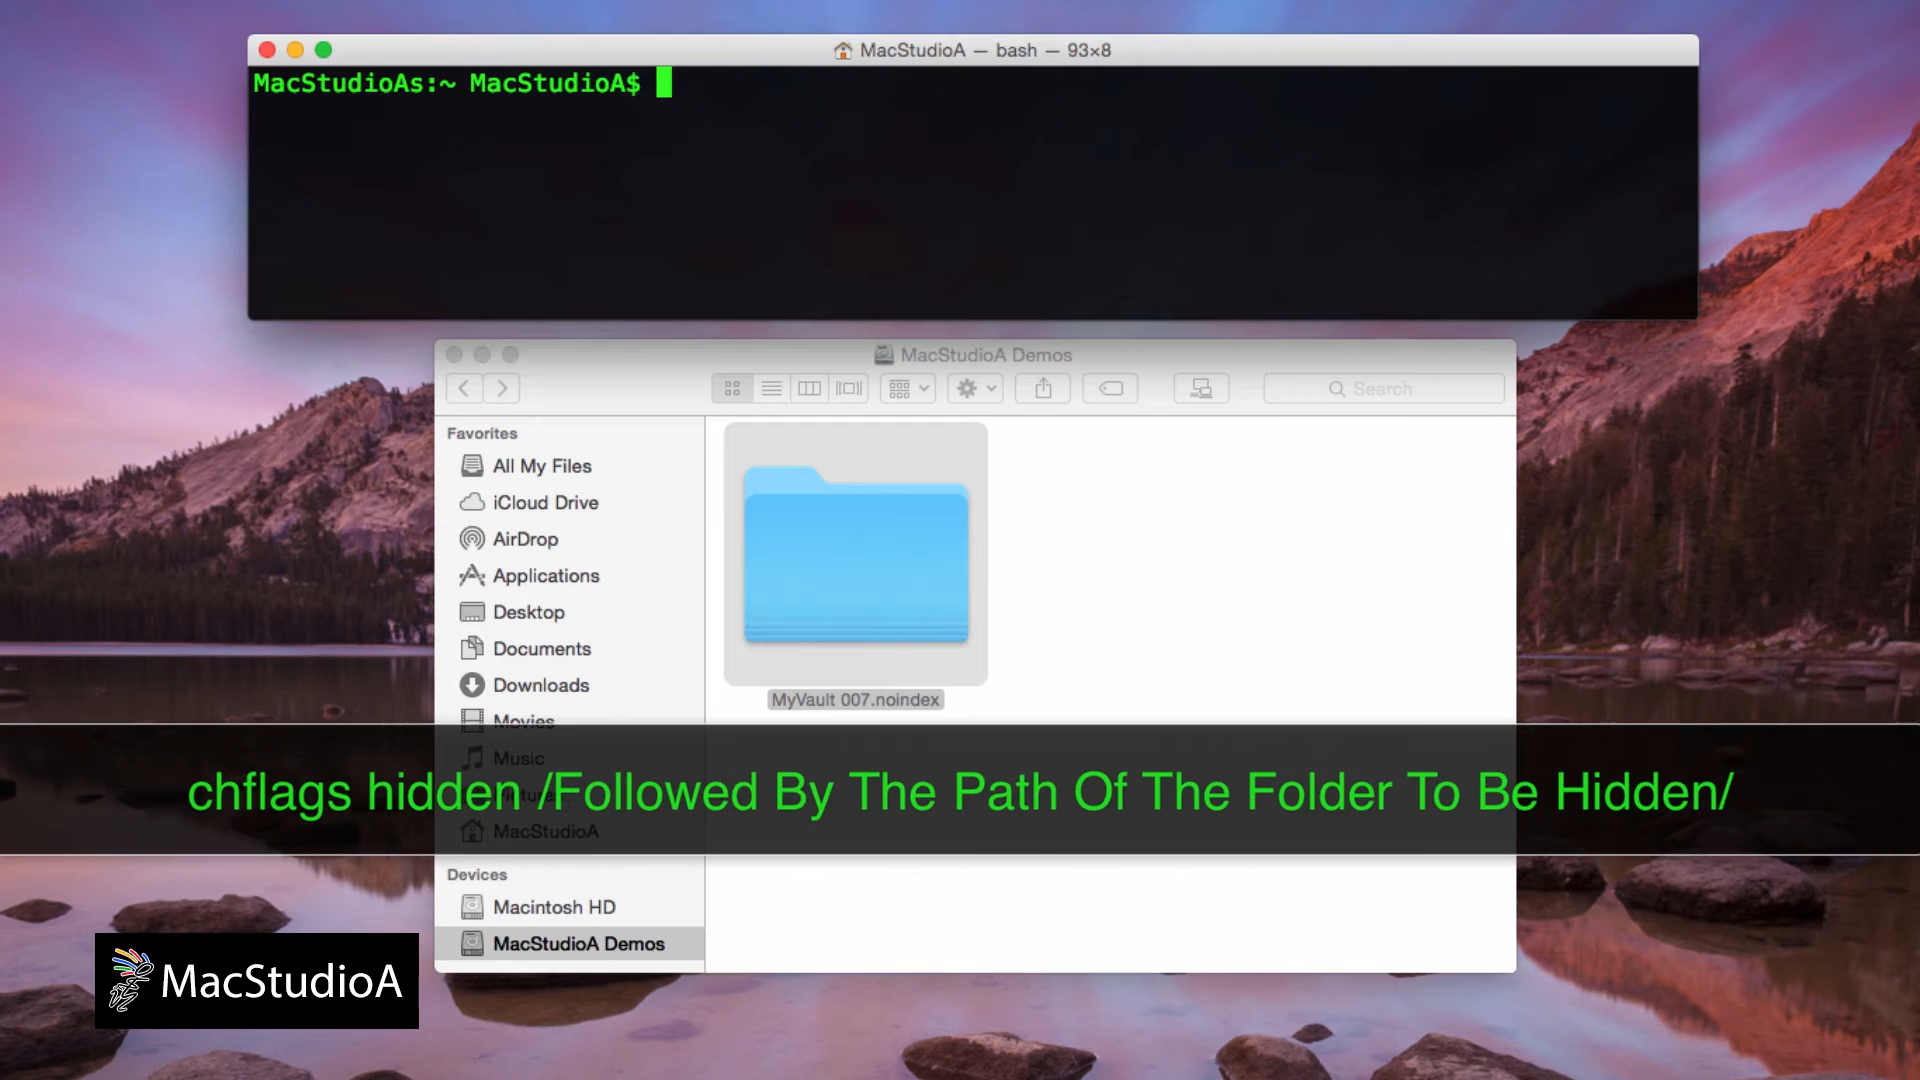 MacStudioA — bash — 93×8
MacStudioAs:~ MacStudioA$
MacStudioA Demos
Search
Favorites
All My Files
iCloud Drive
AirDrop
Applications
Desktop
Documents
Downloads
Movies
Music
Pictures
MacStudioA
Devices
Macintosh HD
MacStudioA Demos
MyVault 007.noindex
chflags hidden /Followed By The Path Of The Folder To Be Hidden/
MacStudioA